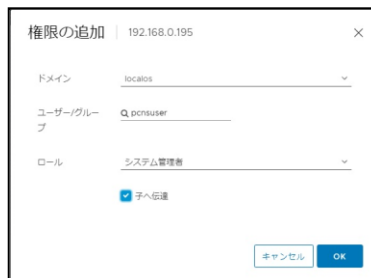 権限の追加 192.168.0.195
ドメイン localos
ユーザー/グルー
プ pcnsuser
ロール システム管理者
子へ伝達
キャンセル OK